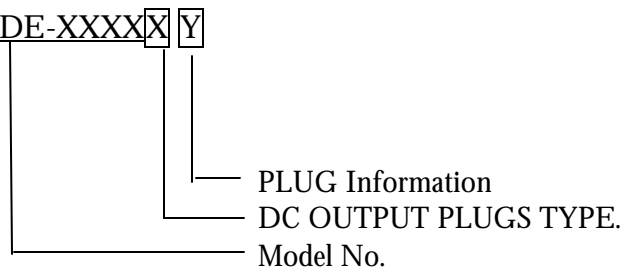 DE-XXXXX Y
PLUG Information
DC OUTPUT PLUGS TYPE.
Model No.